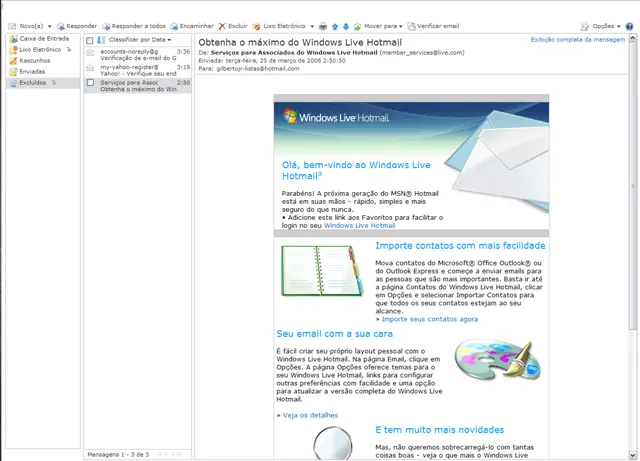 Novo(a) Responder Responder a todos Encaminhar Excluir Lixo Eletrônico Mover para Verificar email Opções
Caixa de Entrada
Lixo Eletrônico
Rascunhos
Enviadas
Excluídos
Classificar por Data
accounts-noreply@g 3:36
Verificação de e-mail do G
my-yahoo-register@ 3:19
Yahoo! - Verifique seu end
Serviços para Assoc 2:50
Obtenha o máximo do Win
Mensagens 1 - 3 de 3
Obtenha o máximo do Windows Live Hotmail
Exibição completa da mensagem
De: Serviços para Associados do Windows Live Hotmail (member_services@live.com)
Enviada: terça-feira, 25 de março de 2008 2:50:50
Para: gilbertojr-listas@hotmail.com
Windows Live Hotmail
Olá, bem-vindo ao Windows Live
Hotmail®
Parabéns! A próxima geração do MSN® Hotmail
está em suas mãos - rápido, simples e mais
seguro do que nunca.
• Adicione este link aos Favoritos para facilitar o
login no seu Windows Live Hotmail
Importe contatos com mais facilidade
Mova contatos do Microsoft® Office Outlook® ou
do Outlook Express e começe a enviar emails para
as pessoas que são mais importantes. Basta ir até
a página Contatos do Windows Live Hotmail, clicar
em Opções e selecionar Importar Contatos para
que todos os seus contatos estejam ao seu
alcance.
» Importe seus contatos agora
Seu email com a sua cara
É fácil criar seu próprio layout pessoal com o
Windows Live Hotmail. Na página Email, clique em
Opções. A página Opções oferece temas para o
seu Windows Live Hotmail, links para configurar
outras preferências com facilidade e uma opção
para atualizar a versão completa do Windows Live
Hotmail.
» Veja os detalhes
E tem muito mais novidades
Mas, não queremos sobrecarregá-lo com tantas
coisas boas - veja o que mais o Windows Live